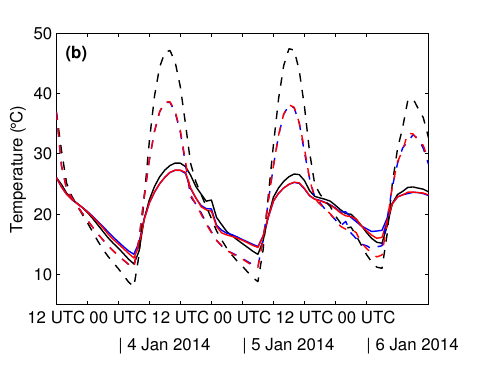 (b)
50
40
30
20
10
Temperature (°C)
12 UTC 00 UTC 12 UTC 00 UTC 12 UTC 00 UTC
| 4 Jan 2014 | 5 Jan 2014 | 6 Jan 2014